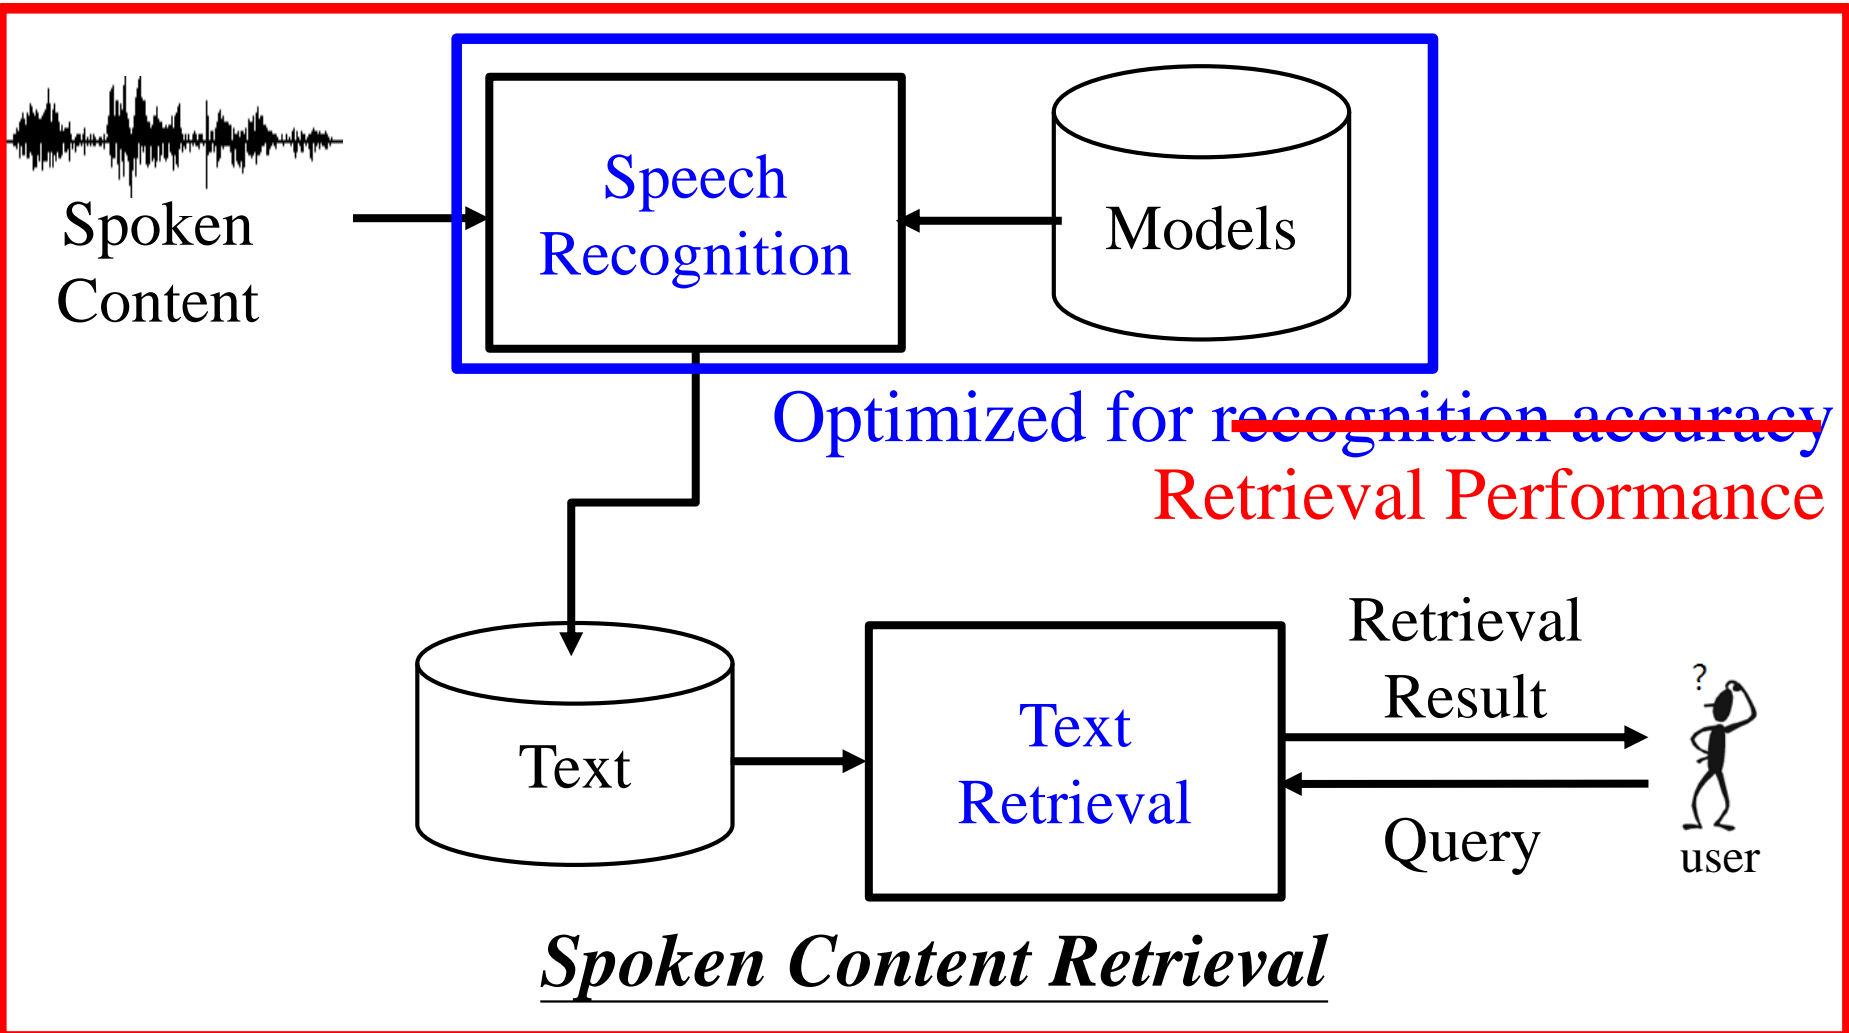 Spoken
Content
Speech
Recognition
Models
Optimized for recognition accuracy
Retrieval Performance
Text
Text
Retrieval
Retrieval
Result
Query
?
user
Spoken Content Retrieval